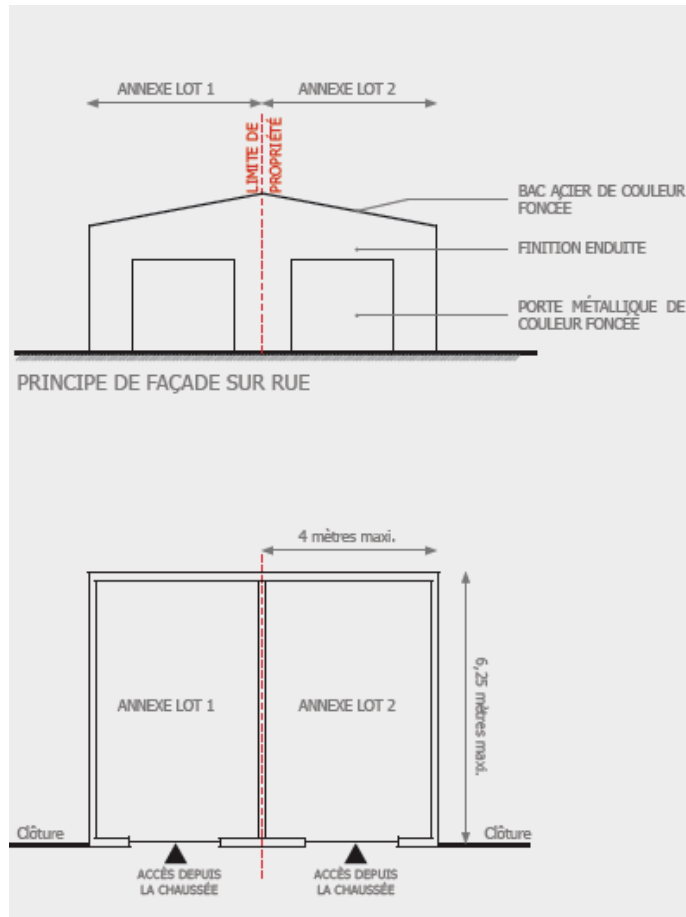 ANNEXE LOT 1
ANNEXE LOT 2
LIMITE DE
PROPRIÉTÉ
BAC ACIER DE COULEUR
FONCÉE
FINITION ENDUITE
PORTE MÉTALLIQUE DE
COULEUR FONCÉE
PRINCIPE DE FAÇADE SUR RUE
4 mètres maxi.
6,25 mètres maxi.
ANNEXE LOT 1
ANNEXE LOT 2
Clôture
Clôture
ACCÈS DEPUIS
LA CHAUSSÉE
ACCÈS DEPUIS
LA CHAUSSÉE